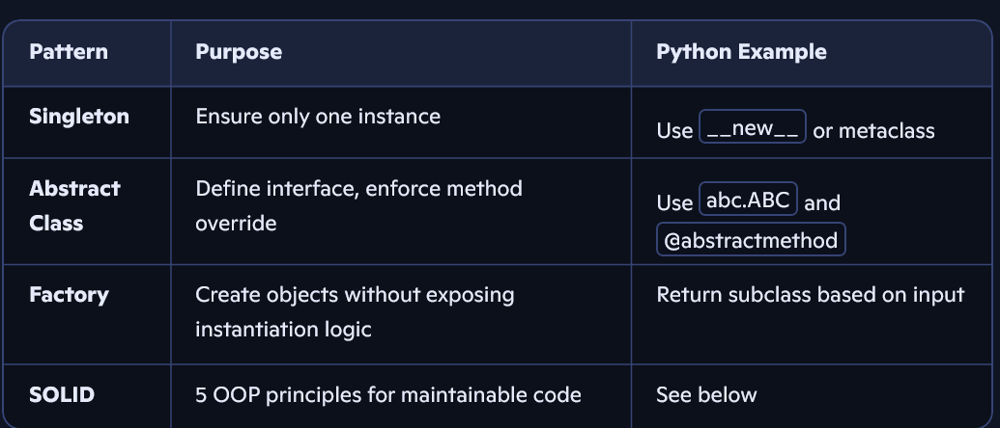 Pattern
Purpose
Python Example
Singleton
Ensure only one instance
Use __new__ or metaclass
Abstract
Class
Define interface, enforce method
override
Use abc.ABC and
@abstractmethod
Factory
Create objects without exposing
instantiation logic
Return subclass based on input
SOLID
5 OOP principles for maintainable code
See below